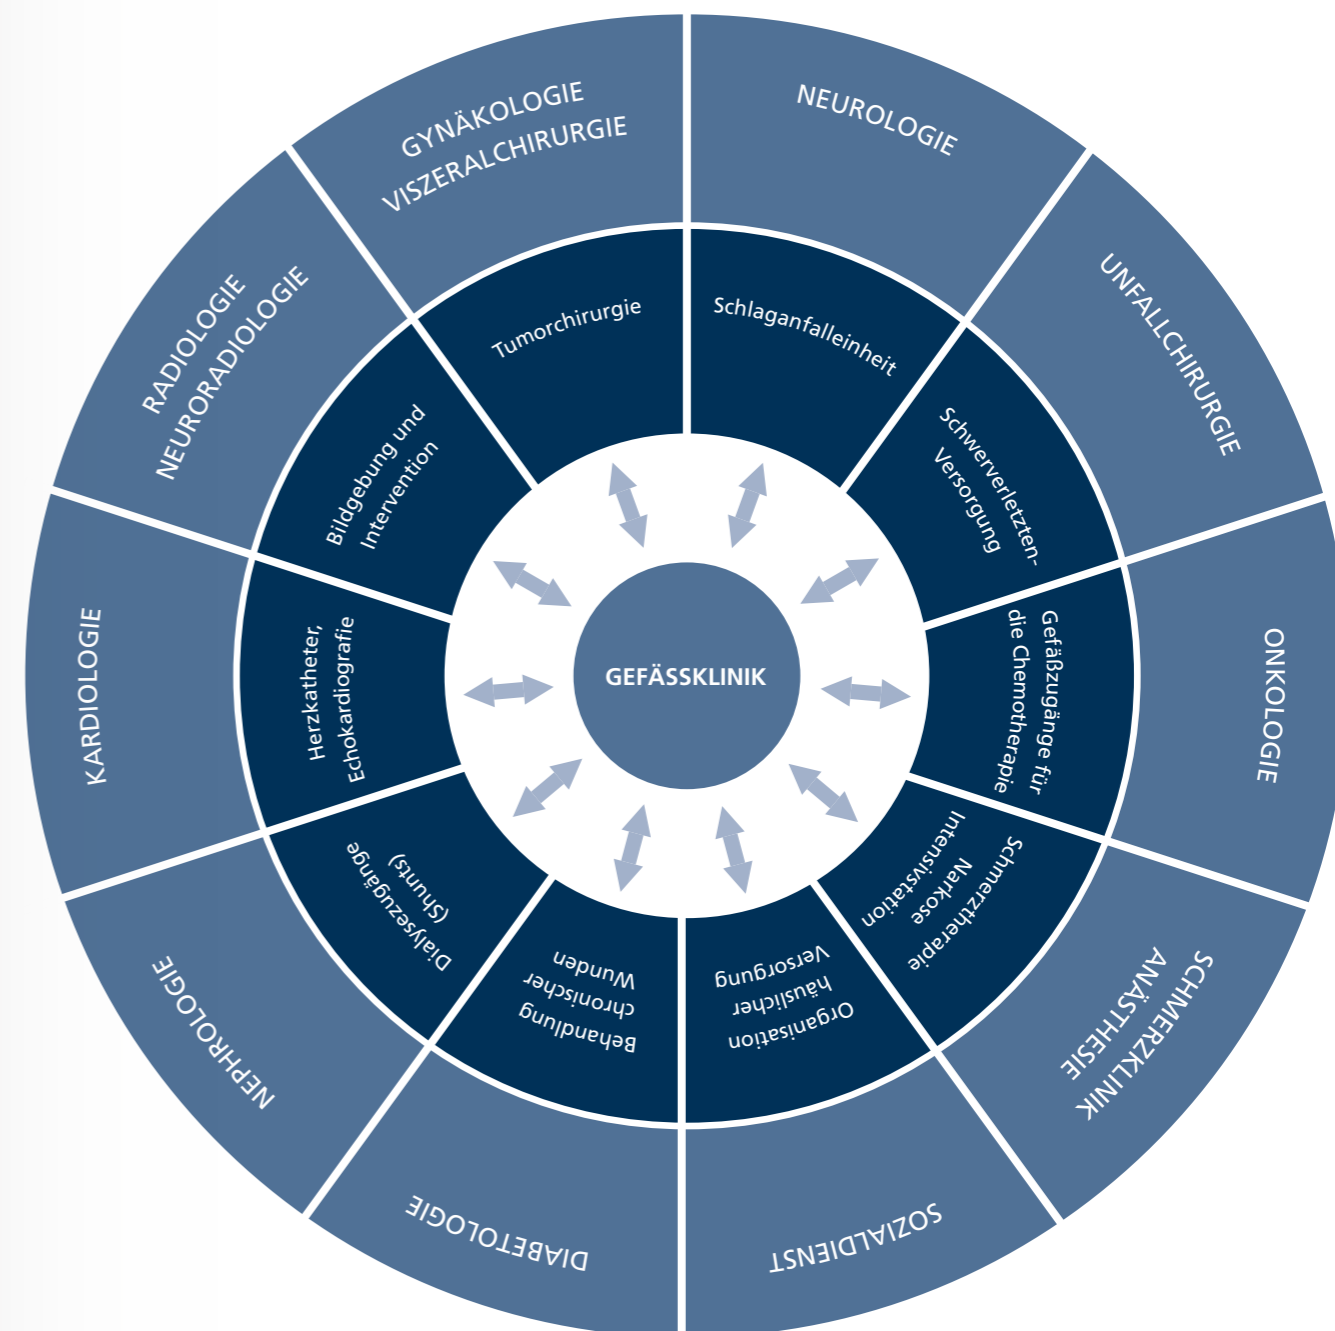 GYNÄKOLOGIE
VISZERALCHIRURGIE
Tumorchirurgie
NEUROLOGIE
Schlaganfalleinheit
UNFALLCHIRURGIE
Schwerverletzten-
Versorgung
ONKOLOGIE
Gefäßzugänge für
die Chemotherapie
SCHMERZKLINIK
ANÄSTHESIE
Schmerztherapie
Narkose
Intensivstation
SOZIALDIENST
Organisation
häuslicher
Versorgung
DIABETOLOGIE
Behandlung
chronischer
Wunden
NEPHROLOGIE
Dialysezugänge
(Shunts)
KARDIOLOGIE
Herzkatheter,
Echokardiografie
RADIOLOGIE
NEURORADIOLOGIE
Bildgebung und
Intervention
GEFÄSSKLINIK